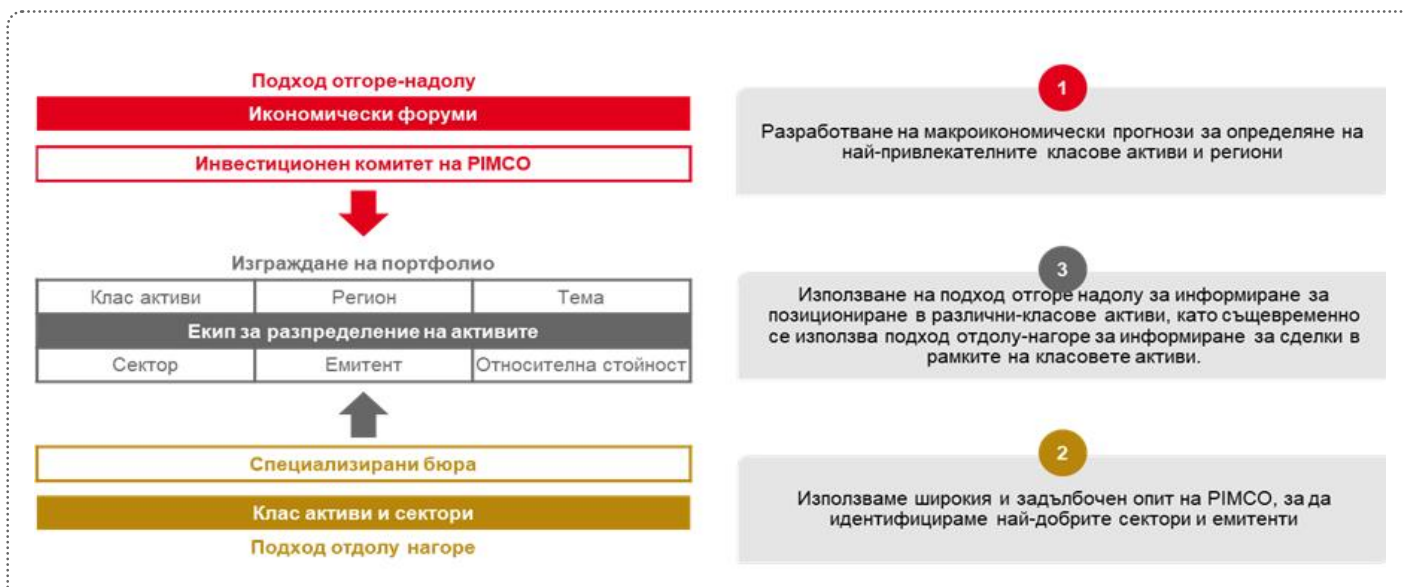 Подход отгоре-надолу
Икономически форуми
Инвестиционен комитет на PIMCO
Изграждане на портфолио
Клас активи Регион Тема
Екип за разпределение на активите
Сектор Емитент Относителна стойност
Специализирани бюра
Клас активи и сектори
Подход отдолу нагоре
1
Разработване на макроикономически прогнози за определяне на
най-привлекателните класове активи и региони
3
Използване на подход отгоре надолу за информиране за
позициониране в различни-класове активи, като същевременно
се използва подход отдолу-нагоре за информиране за сделки в
рамките на класовете активи.
2
Използваме широкия и задълбочен опит на PIMCO, за да
идентифицираме най-добрите сектори и емитенти